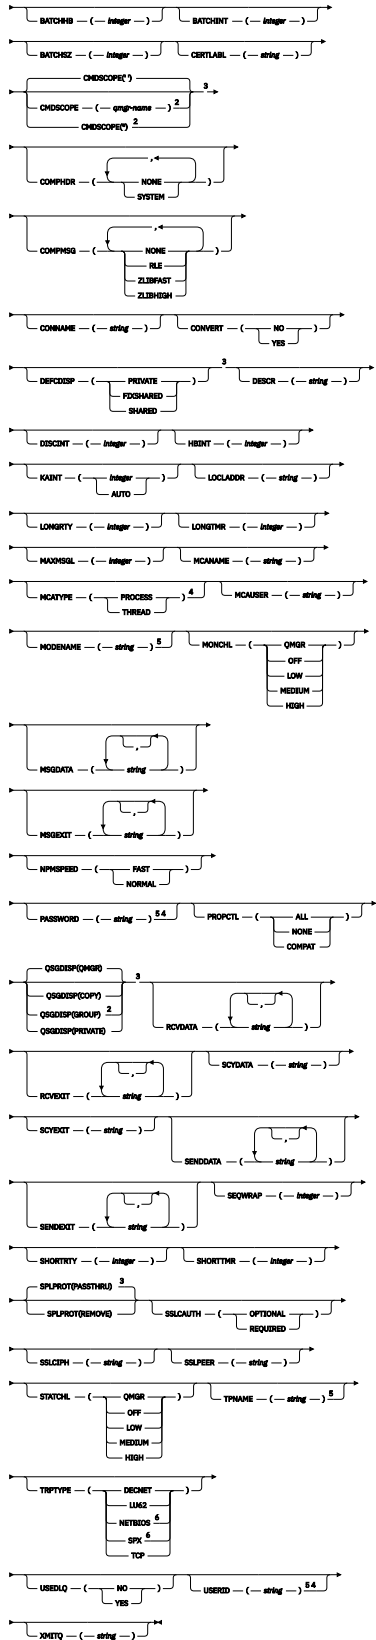 BATCHHB ( integer ) BATCHINT ( integer )
BATCHSZ ( integer ) CERTLABL ( string )
CMDSCOPE(' ') 3
CMDSCOPE ( qmgr-name ) 2
CMDSCOPE(*) 2
,
COMPHDR ( NONE )
SYSTEM
,
COMPMSG ( NONE )
RLE
ZLIBFAST
ZLIBHIGH
CONNAME ( string ) CONVERT ( NO )
YES
3
DEFCDISP ( PRIVATE ) DESCR ( string )
FIXSHARED
SHARED
DISCINT ( integer ) HBINT ( integer )
KAINT ( integer ) LOCLADDR ( string )
AUTO
LONGRTY ( integer ) LONGTMR ( integer )
MAXMSGL ( integer ) MCANAME ( string )
MCATYPE ( PROCESS ) 4 MCAUSER ( string )
THREAD
MODENAME ( string ) 5 MONCHL ( QMGR )
OFF
LOW
MEDIUM
HIGH
,
MSGDATA ( string )
,
MSGEXIT ( string )
NPMSPEED ( FAST )
NORMAL
PASSWORD ( string ) 5 4 PROPCTL ( ALL )
NONE
COMPAT
QSGDISP(QMGR) 3
QSGDISP(COPY) ,
QSGDISP(GROUP) 2
RCVDATA ( string )
QSGDISP(PRIVATE)
, SCYDATA ( string )
RCVEXIT ( string )
SCYEXIT ( string ) ,
SENDDATA ( string )
, SEQWRAP ( integer )
SENDEXIT ( string )
SHORTRTY ( integer ) SHORTTMR ( integer )
SPLPROT(PASSTHRU) 3
SPLPROT(REMOVE) SSLCAUTH ( OPTIONAL )
REQUIRED
SSLCIPH ( string ) SSLPEER ( string )
STATCHL ( QMGR ) TPNAME ( string ) 5
OFF
LOW
MEDIUM
HIGH
TRPTYPE ( DECNET )
LU62
NETBIOS 6
SPX 6
TCP
USEDLQ ( NO ) USERID ( string ) 5 4
YES
XMITQ ( string )